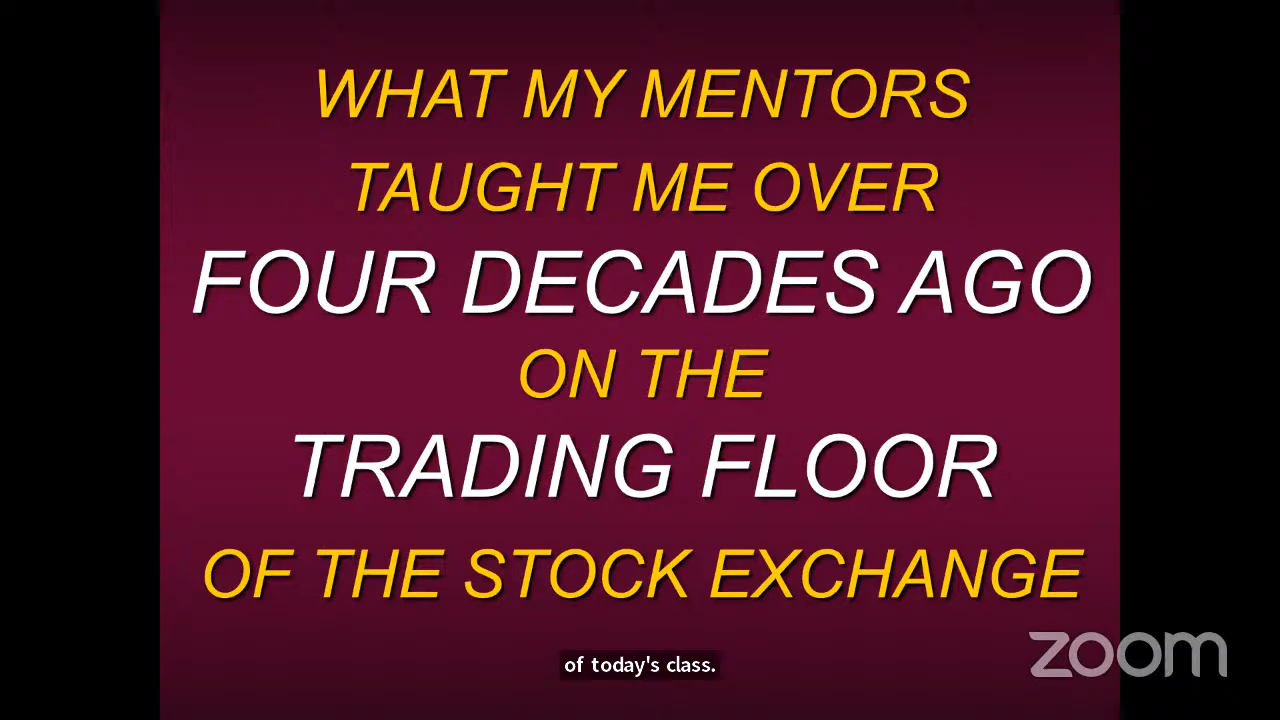 WHAT MY MENTORS
TAUGHT ME OVER
FOUR DECADES AGO
ON THE
TRADING FLOOR
OF THE STOCK EXCHANGE
zoom
of today's class.